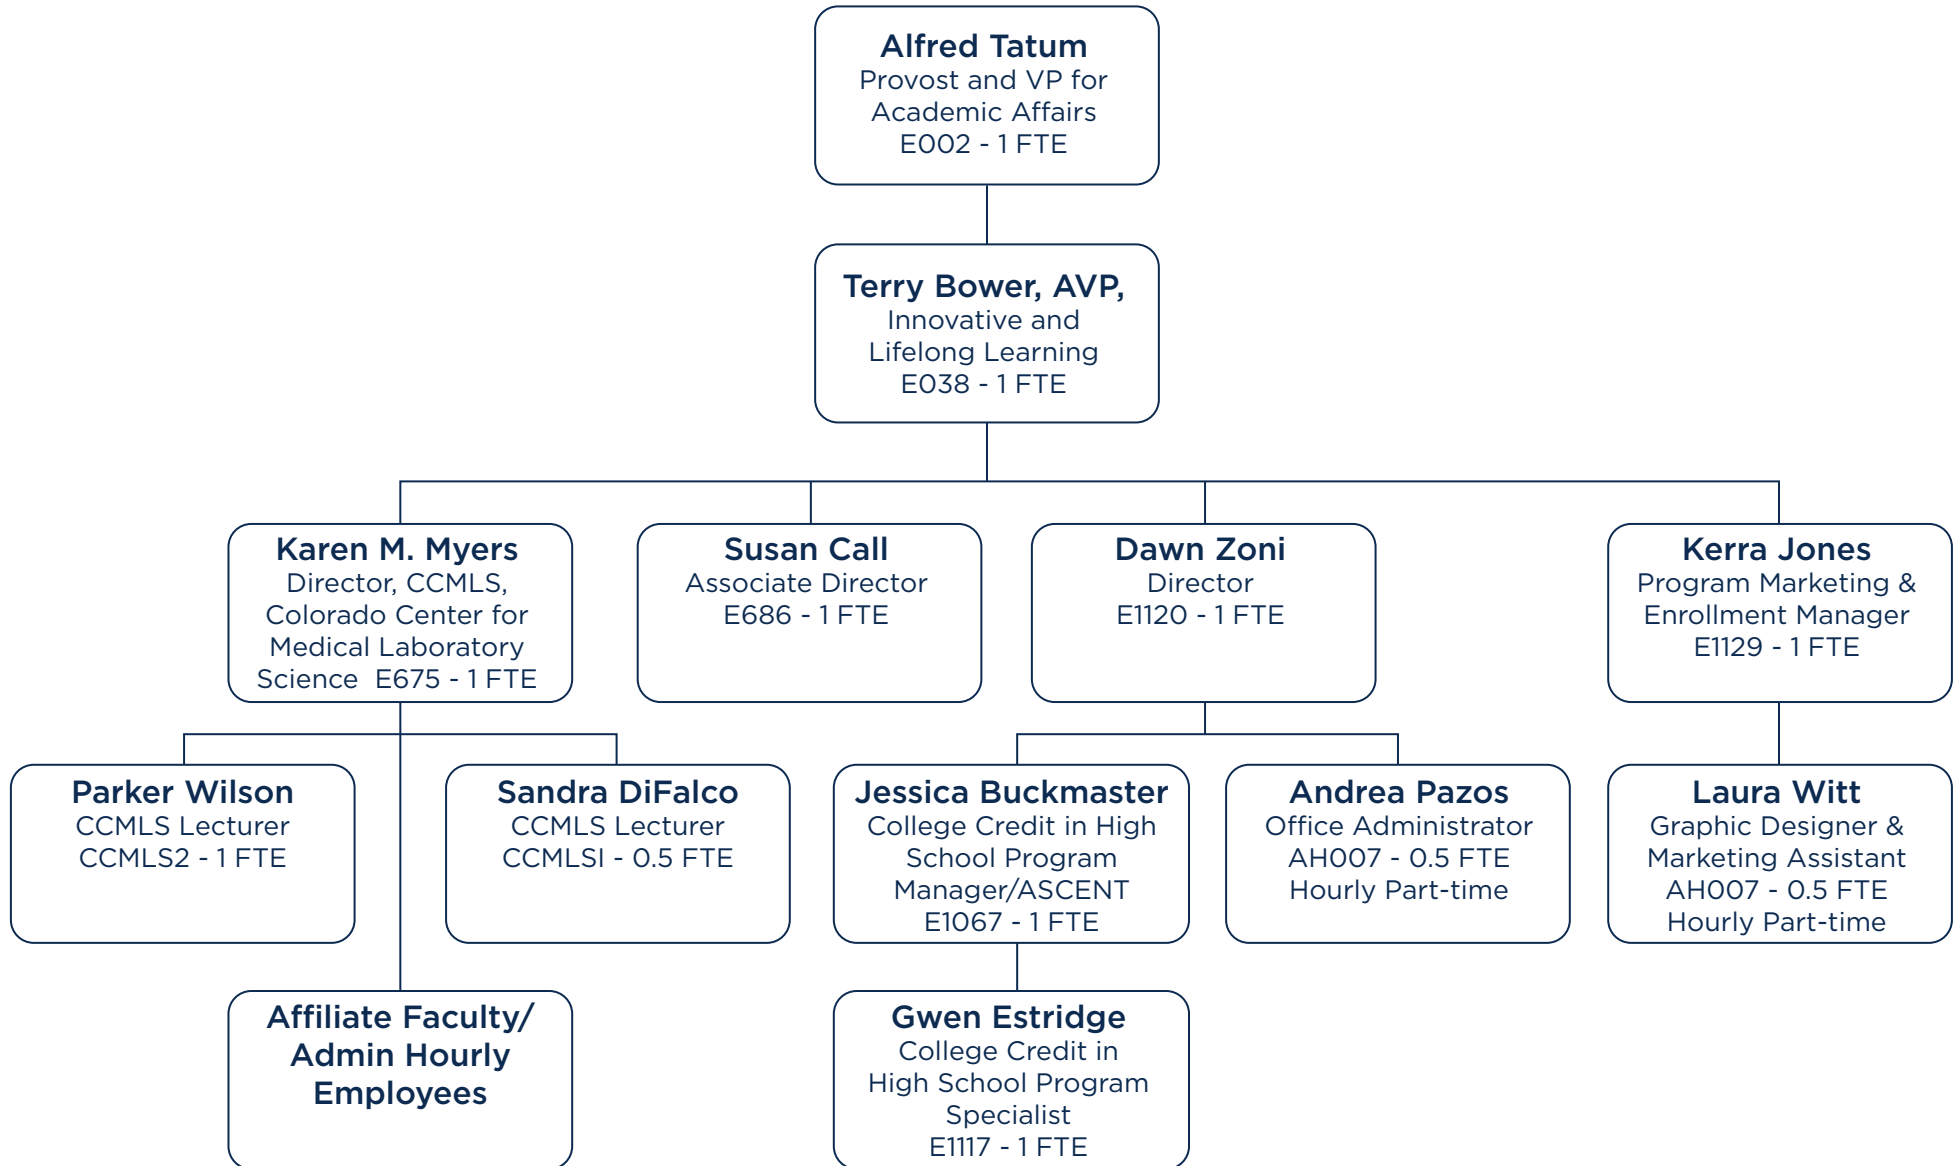 Alfred Tatum
Provost and VP for
Academic Affairs
E002 - 1 FTE
Terry Bower, AVP,
Innovative and
Lifelong Learning
E038 - 1 FTE
Karen M. Myers
Director, CCMLS,
Colorado Center for
Medical Laboratory
Science E675 - 1 FTE
Susan Call
Associate Director
E686 - 1 FTE
Dawn Zoni
Director
E1120 - 1 FTE
Kerra Jones
Program Marketing &
Enrollment Manager
E1129 - 1 FTE
Parker Wilson
CCMLS Lecturer
CCMLS2 - 1 FTE
Sandra DiFalco
CCMLS Lecturer
CCMLSI - 0.5 FTE
Jessica Buckmaster
College Credit in High
School Program
Manager/ASCENT
E1067 - 1 FTE
Andrea Pazos
Office Administrator
AH007 - 0.5 FTE
Hourly Part-time
Laura Witt
Graphic Designer &
Marketing Assistant
AH007 - 0.5 FTE
Hourly Part-time
Affiliate Faculty/
Admin Hourly
Employees
Gwen Estridge
College Credit in
High School Program
Specialist
E1117 - 1 FTE